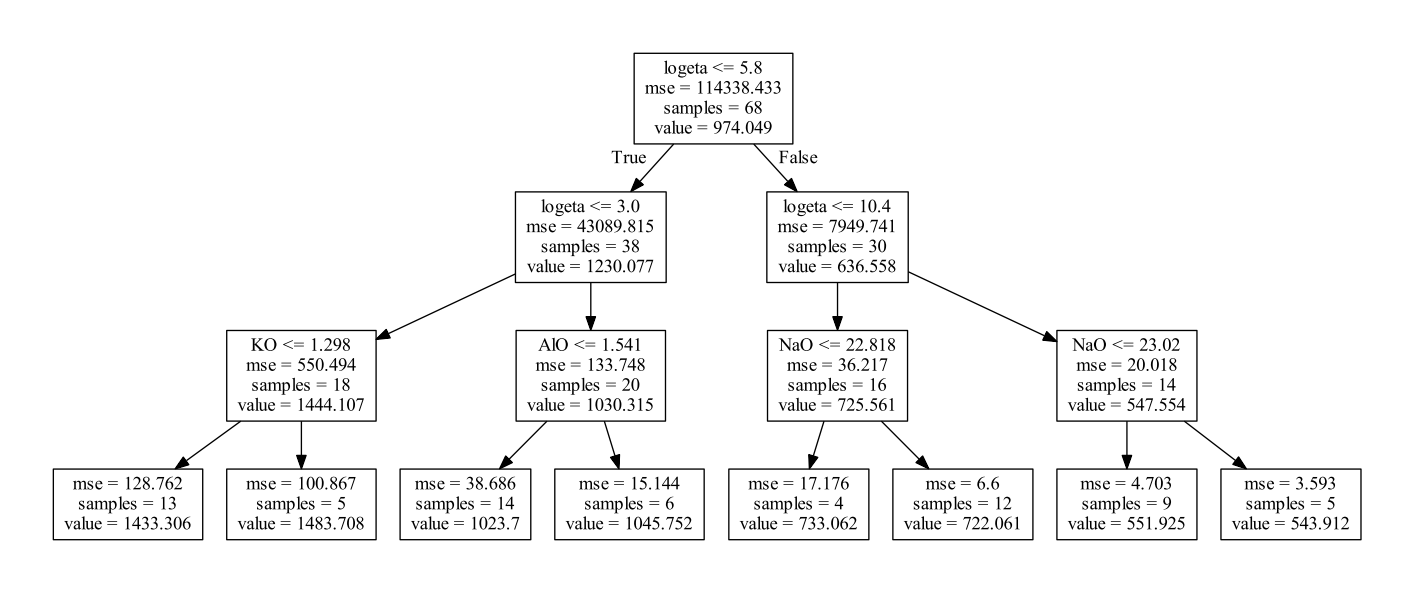 logeta <= 5.8
mse = 114338.433
samples = 68
value = 974.049
True
False
logeta <= 3.0
mse = 43089.815
samples = 38
value = 1230.077
logeta <= 10.4
mse = 7949.741
samples = 30
value = 636.558
KO <= 1.298
mse = 550.494
samples = 18
value = 1444.107
AlO <= 1.541
mse = 133.748
samples = 20
value = 1030.315
NaO <= 22.818
mse = 36.217
samples = 16
value = 725.561
NaO <= 23.02
mse = 20.018
samples = 14
value = 547.554
mse = 128.762
samples = 13
value = 1433.306
mse = 100.867
samples = 5
value = 1483.708
mse = 38.686
samples = 14
value = 1023.7
mse = 15.144
samples = 6
value = 1045.752
mse = 17.176
samples = 4
value = 733.062
mse = 6.6
samples = 12
value = 722.061
mse = 4.703
samples = 9
value = 551.925
mse = 3.593
samples = 5
value = 543.912